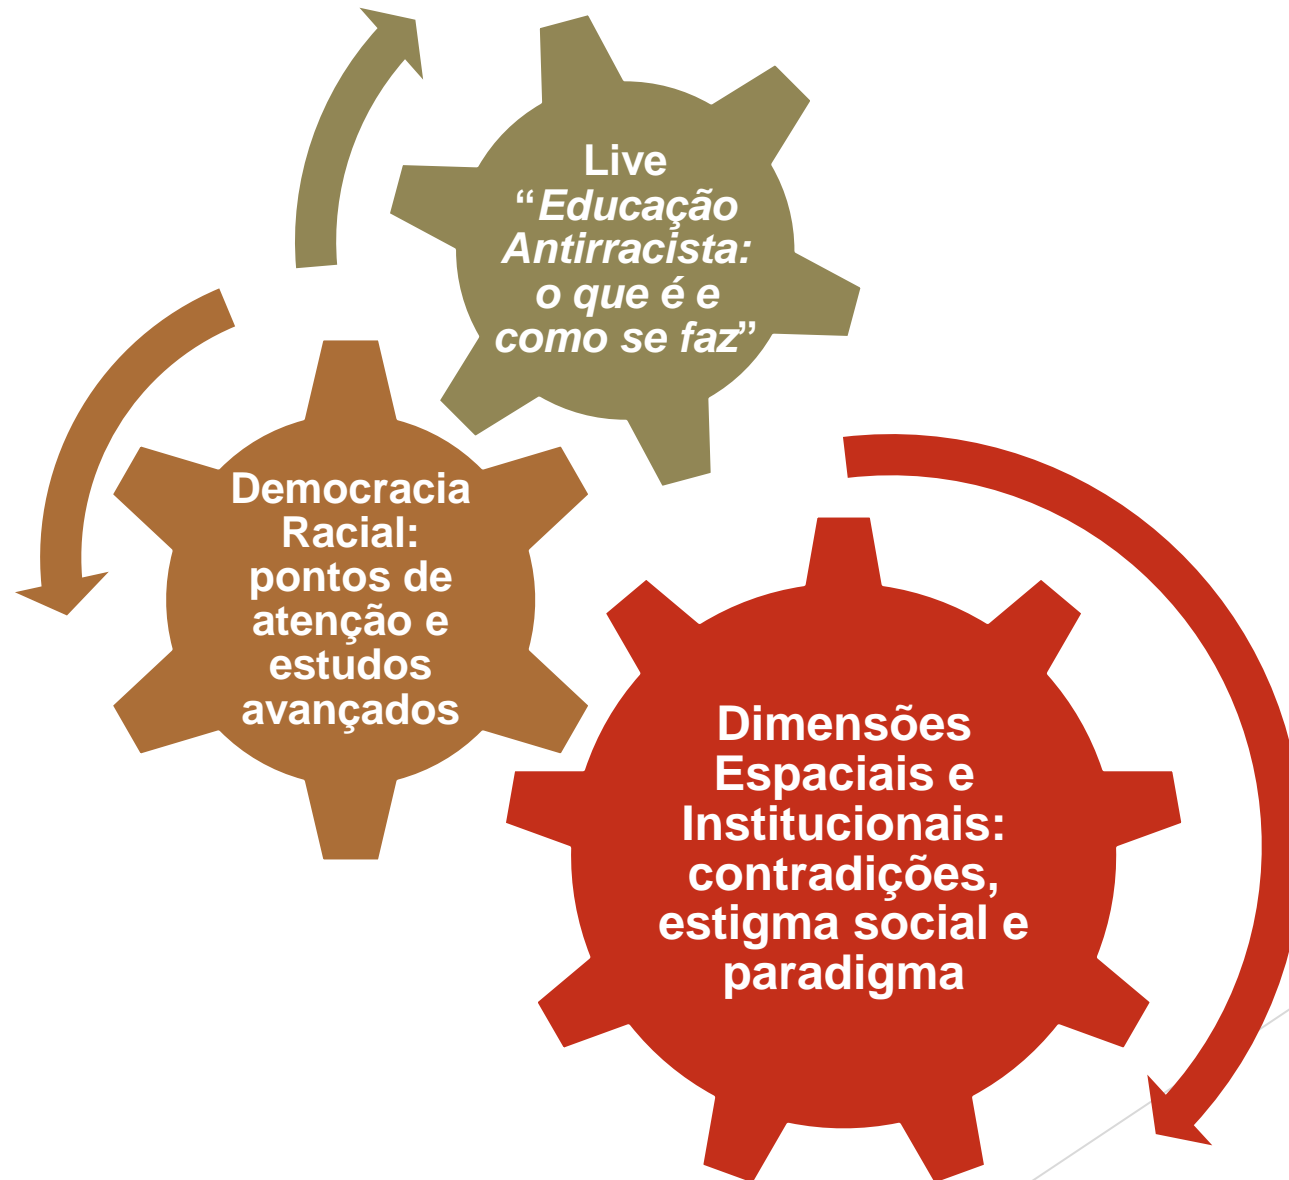 Live
“Educação
Antirracista:
o que é e
como se faz”
Democracia
Racial:
pontos de
atenção e
estudos
avançados
Dimensões
Espaciais e
Institucionais:
contradições,
estigma social e
paradigma